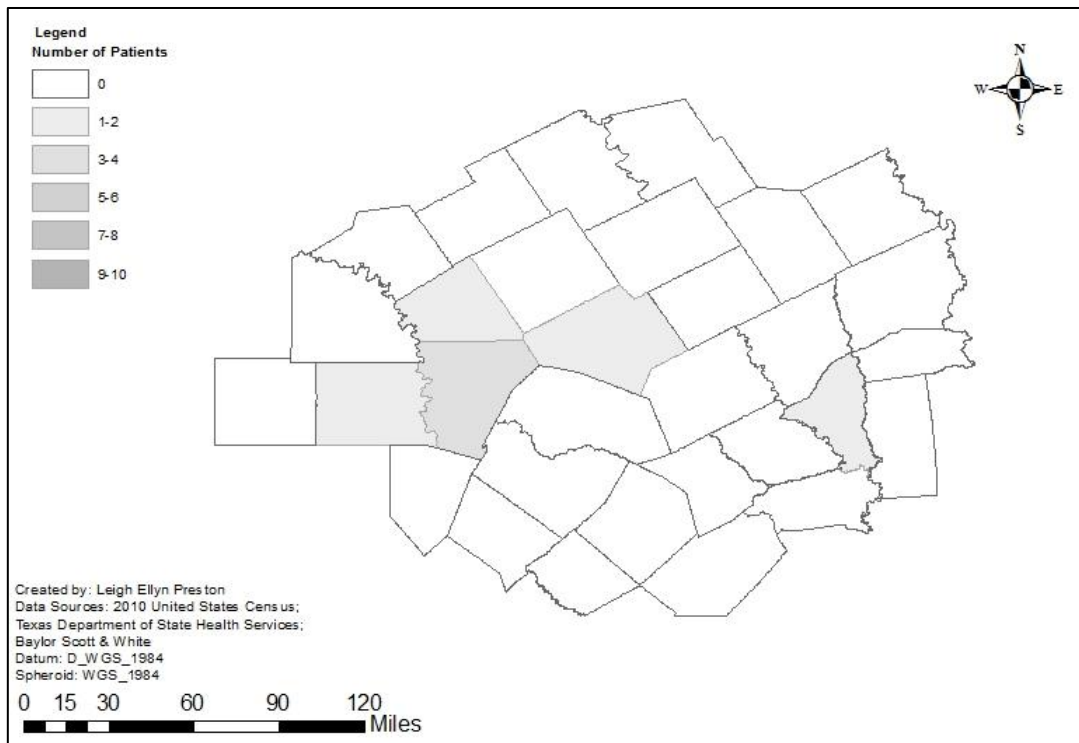 Legend
Number of Patients
0
1-2
3-4
5-6
7-8
9-10
N
W E
S
Created by: Leigh Ellyn Preston
Data Sources: 2010 United States Census;
Texas Department of State Health Services;
Baylor Scott & White
Datum: D_WGS_1984
Spheroid: WGS_1984
0 15 30 60 90 120
Miles